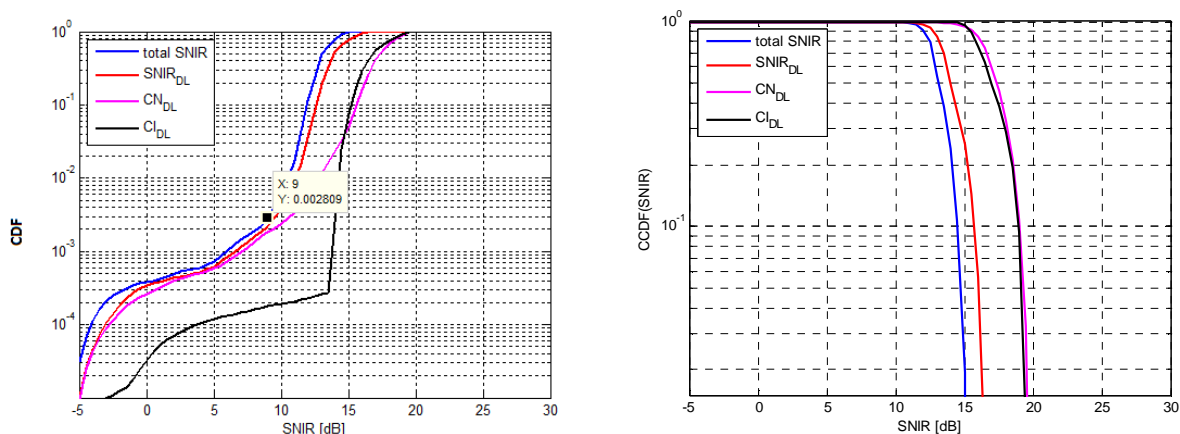 10^0
10^-1
10^-2
10^-3
10^-4
CDF
total SNIR
SNIR_DL
CN_DL
CI_DL
X: 9
Y: 0.002809
-5 0 5 10 15 20 25 30
SNIR [dB]
10^0
10^-1
CCDF(SNIR)
total SNIR
SNIR_DL
CN_DL
CI_DL
-5 0 5 10 15 20 25 30
SNIR [dB]